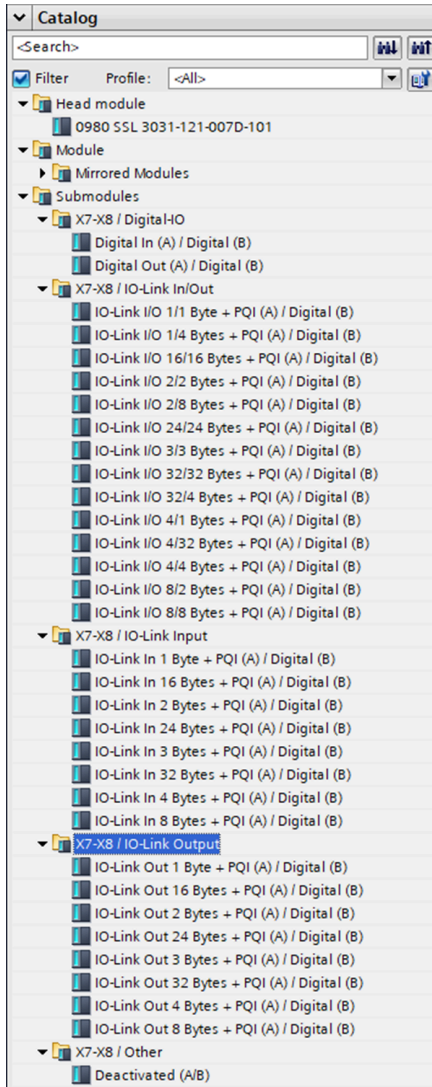 Catalog
<Search>
Filter Profile: <All>
Head module
0980 SSL 3031-121-007D-101
Module
Mirrored Modules
Submodules
X7-X8 / Digital-IO
Digital In (A) / Digital (B)
Digital Out (A) / Digital (B)
X7-X8 / IO-Link In/Out
IO-Link I/O 1/1 Byte + PQI (A) / Digital (B)
IO-Link I/O 1/4 Bytes + PQI (A) / Digital (B)
IO-Link I/O 16/16 Bytes + PQI (A) / Digital (B)
IO-Link I/O 2/2 Bytes + PQI (A) / Digital (B)
IO-Link I/O 2/8 Bytes + PQI (A) / Digital (B)
IO-Link I/O 24/24 Bytes + PQI (A) / Digital (B)
IO-Link I/O 3/3 Bytes + PQI (A) / Digital (B)
IO-Link I/O 32/32 Bytes + PQI (A) / Digital (B)
IO-Link I/O 32/4 Bytes + PQI (A) / Digital (B)
IO-Link I/O 4/1 Bytes + PQI (A) / Digital (B)
IO-Link I/O 4/32 Bytes + PQI (A) / Digital (B)
IO-Link I/O 4/4 Bytes + PQI (A) / Digital (B)
IO-Link I/O 8/2 Bytes + PQI (A) / Digital (B)
IO-Link I/O 8/8 Bytes + PQI (A) / Digital (B)
X7-X8 / IO-Link Input
IO-Link In 1 Byte + PQI (A) / Digital (B)
IO-Link In 16 Bytes + PQI (A) / Digital (B)
IO-Link In 2 Bytes + PQI (A) / Digital (B)
IO-Link In 24 Bytes + PQI (A) / Digital (B)
IO-Link In 3 Bytes + PQI (A) / Digital (B)
IO-Link In 32 Bytes + PQI (A) / Digital (B)
IO-Link In 4 Bytes + PQI (A) / Digital (B)
IO-Link In 8 Bytes + PQI (A) / Digital (B)
X7-X8 / IO-Link Output
IO-Link Out 1 Byte + PQI (A) / Digital (B)
IO-Link Out 16 Bytes + PQI (A) / Digital (B)
IO-Link Out 2 Bytes + PQI (A) / Digital (B)
IO-Link Out 24 Bytes + PQI (A) / Digital (B)
IO-Link Out 3 Bytes + PQI (A) / Digital (B)
IO-Link Out 32 Bytes + PQI (A) / Digital (B)
IO-Link Out 4 Bytes + PQI (A) / Digital (B)
IO-Link Out 8 Bytes + PQI (A) / Digital (B)
X7-X8 / Other
Deactivated (A/B)